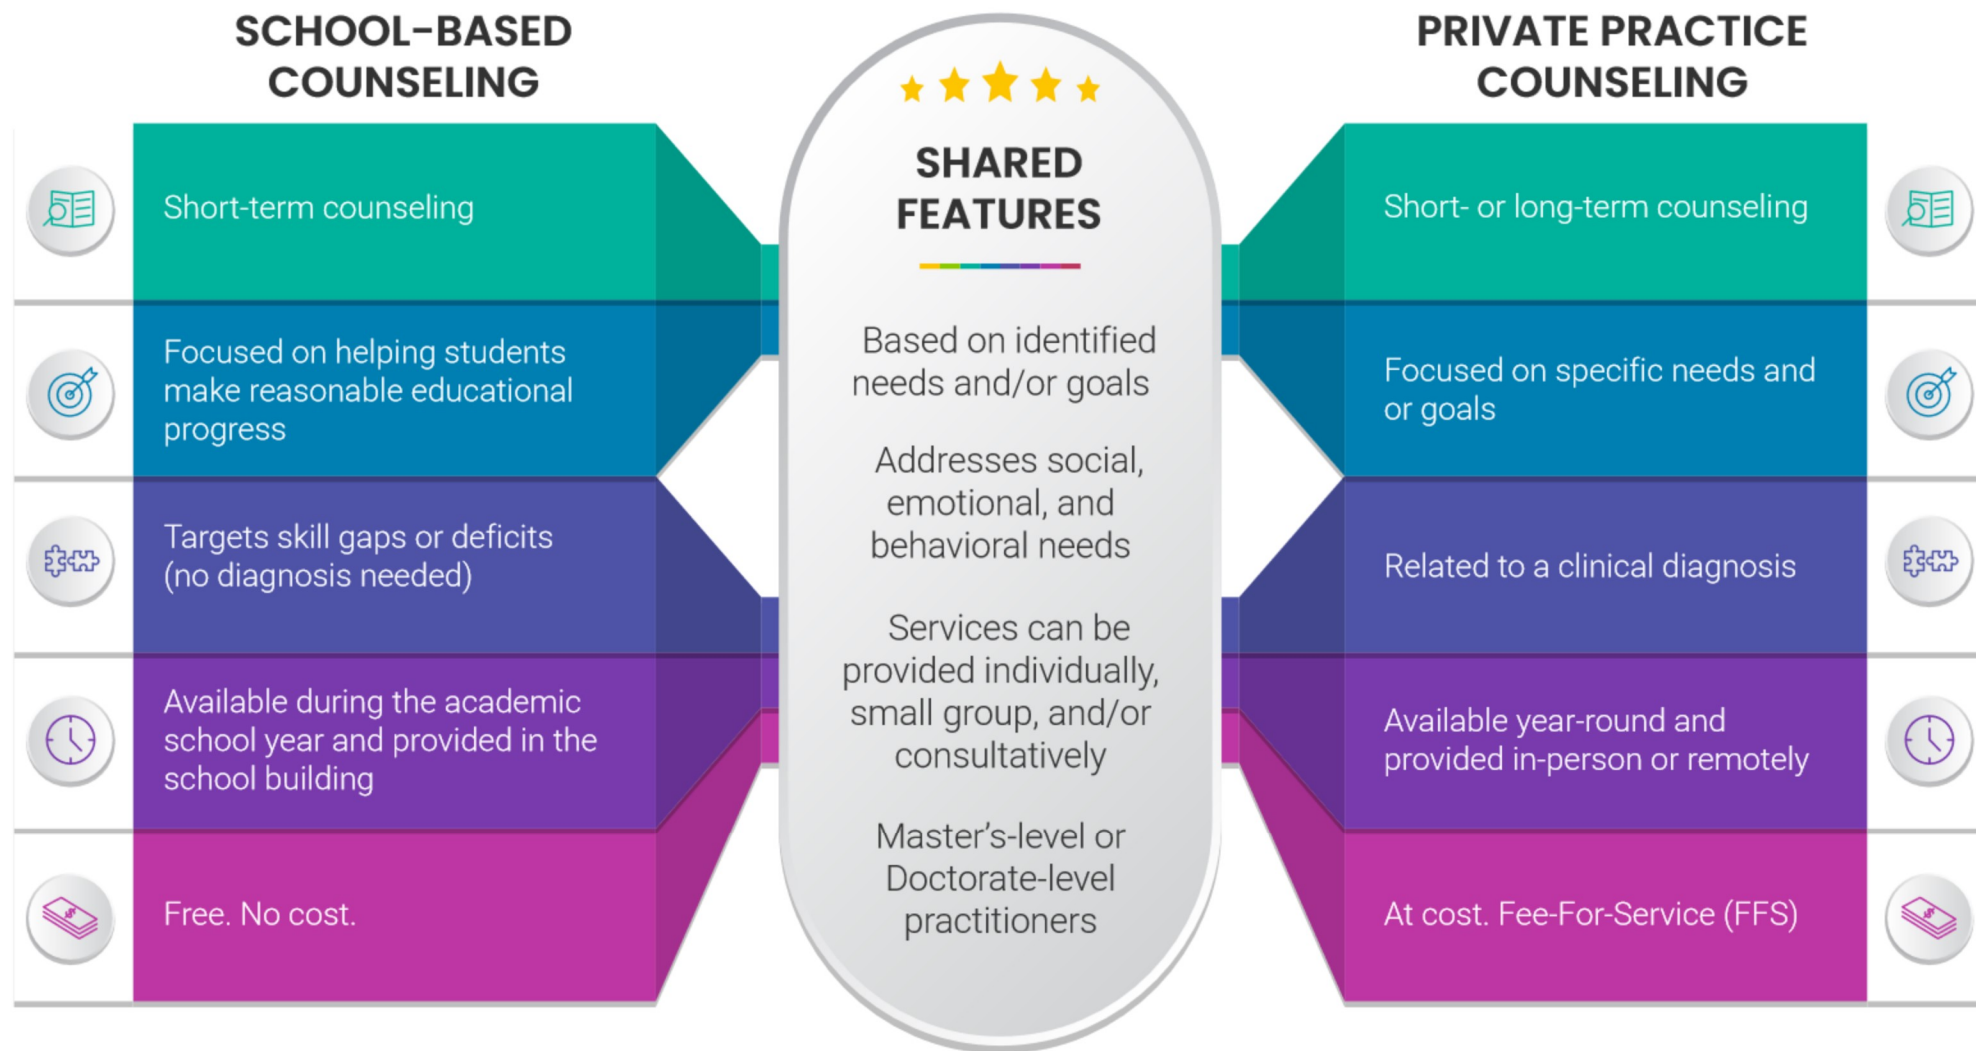 SCHOOL-BASED
COUNSELING
Short-term counseling
Focused on helping students
make reasonable educational
progress
Targets skill gaps or deficits
(no diagnosis needed)
Available during the academic
school year and provided in the
school building
Free. No cost.
SHARED
FEATURES
Based on identified
needs and/or goals
Addresses social,
emotional, and
behavioral needs
Services can be
provided individually,
small group, and/or
consultatively
Master’s-level or
Doctorate-level
practitioners
PRIVATE PRACTICE
COUNSELING
Short- or long-term counseling
Focused on specific needs and
or goals
Related to a clinical diagnosis
Available year-round and
provided in-person or remotely
At cost. Fee-For-Service (FFS)